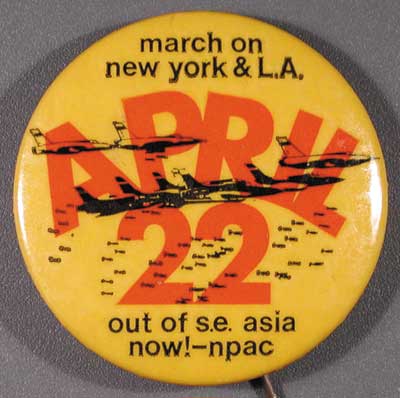 march on
new york & L.A.
APRIL
22
out of s.e. asia
now!-npac